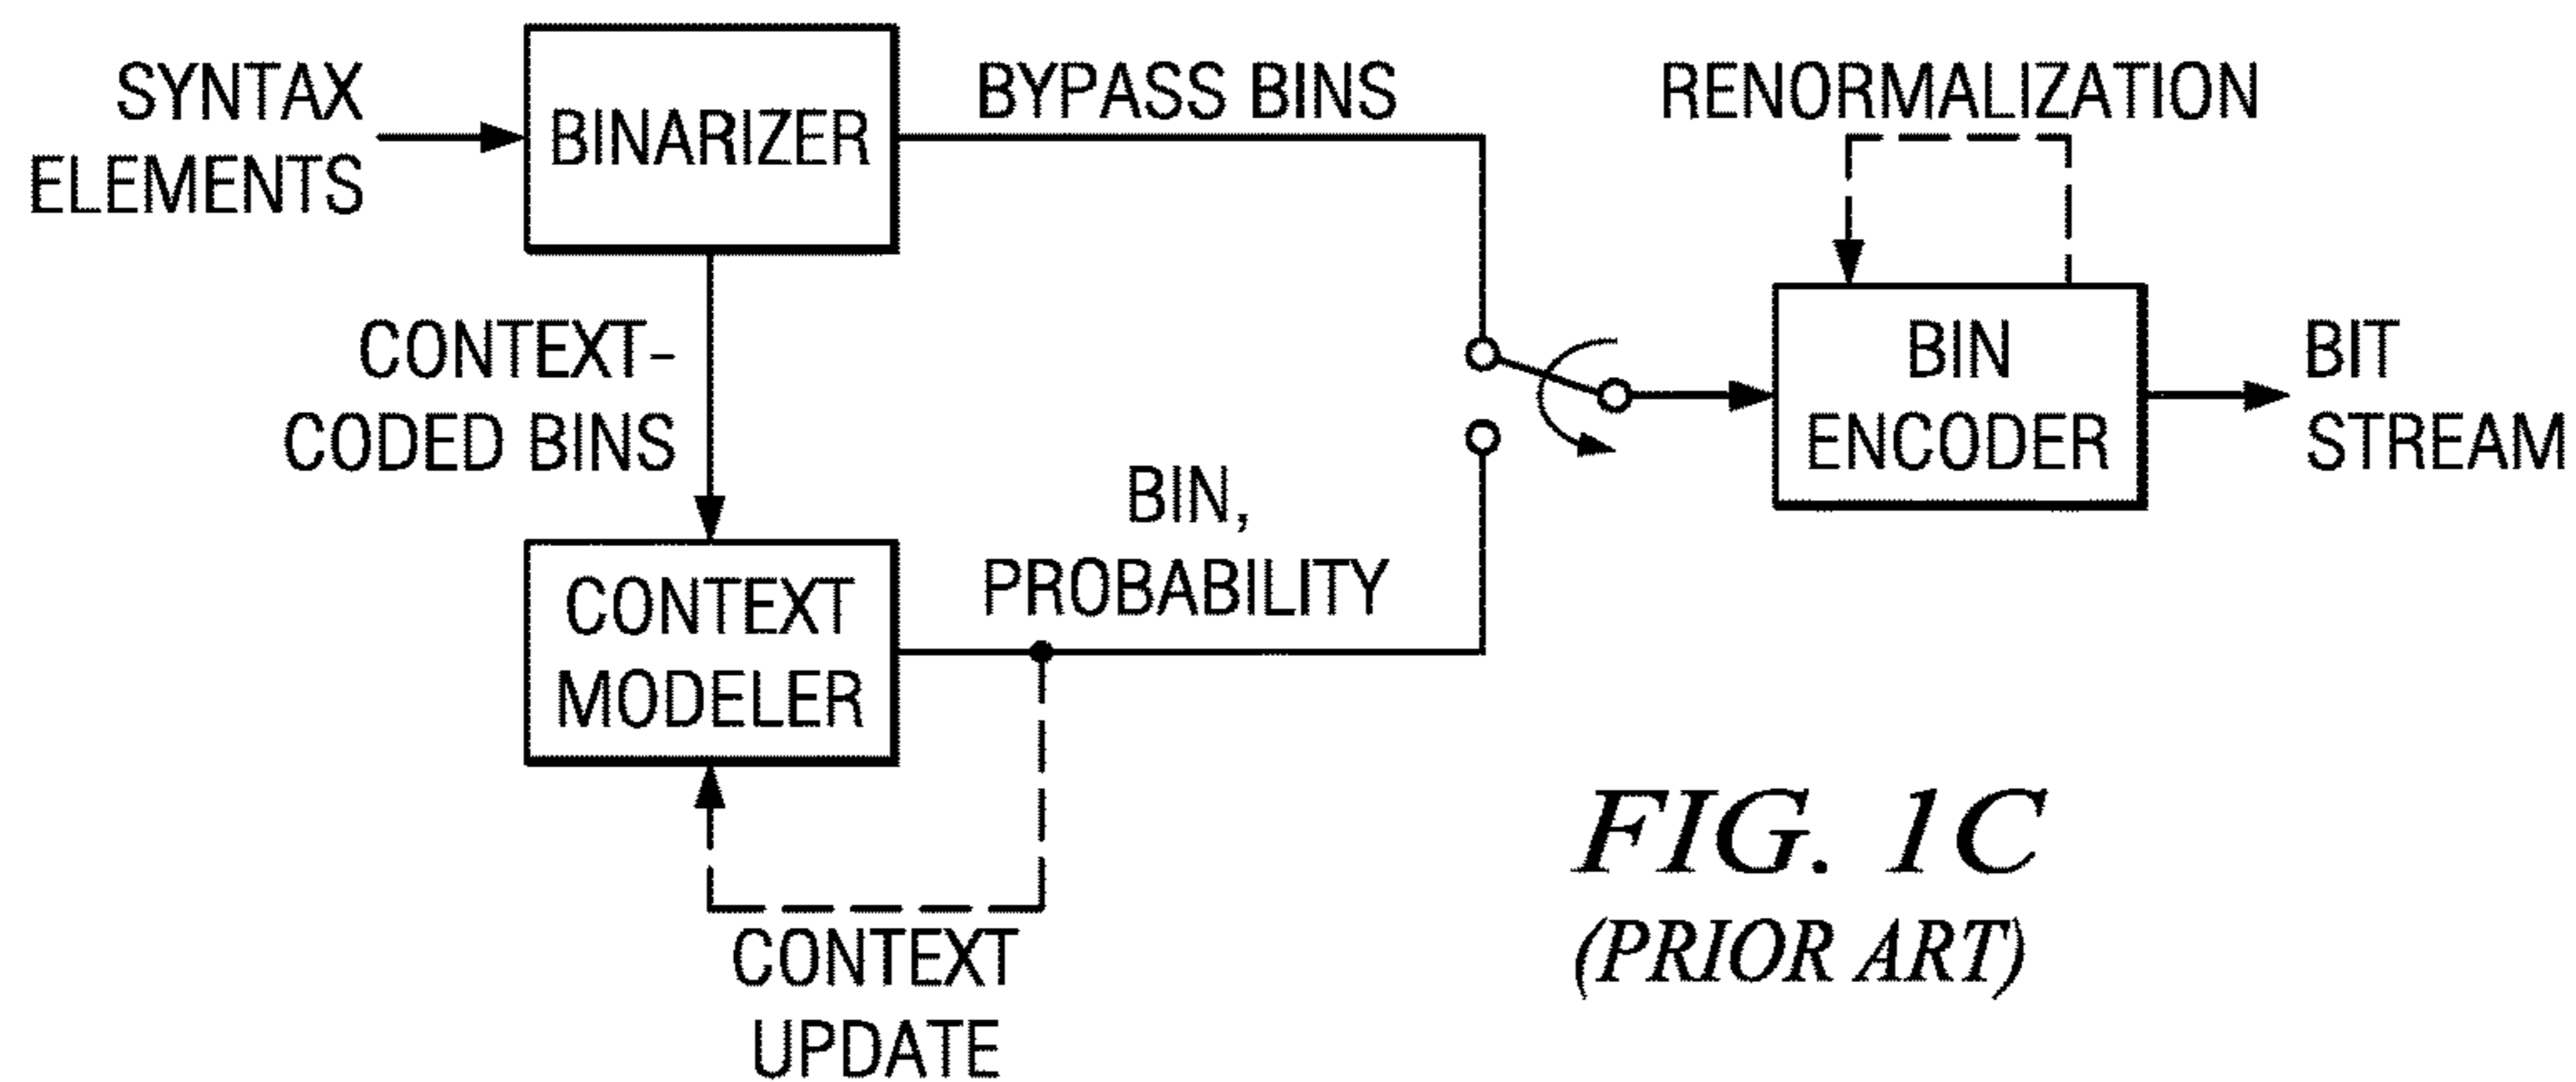 SYNTAX
ELEMENTS
BINARIZER
BYPASS BINS
RENORMALIZATION
CONTEXT-
CODED BINS
BIN
ENCODER
BIT
STREAM
BIN,
PROBABILITY
CONTEXT
MODELER
CONTEXT
UPDATE
FIG. 1C
(PRIOR ART)